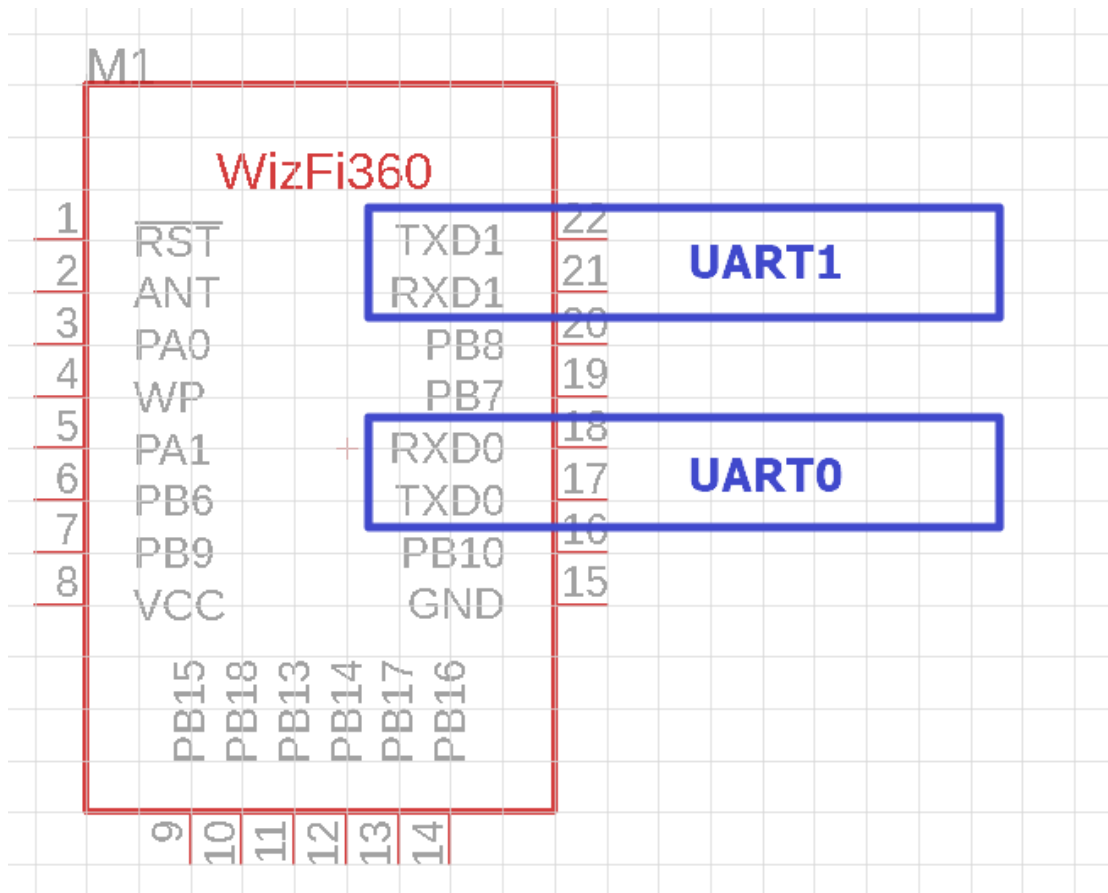 M1
WizFi360
1 RST TXD1 22
2 ANT RXD1 21
UART1
3 PA0 PB8 20
4 WP PB7 19
5 PA1 RXD0 18
6 PB6 TXD0 17
UART0
7 PB9 PB10 16
8 VCC GND 15
PB15 PB18 PB13 PB14 PB17 PB16
9 10 11 12 13 14